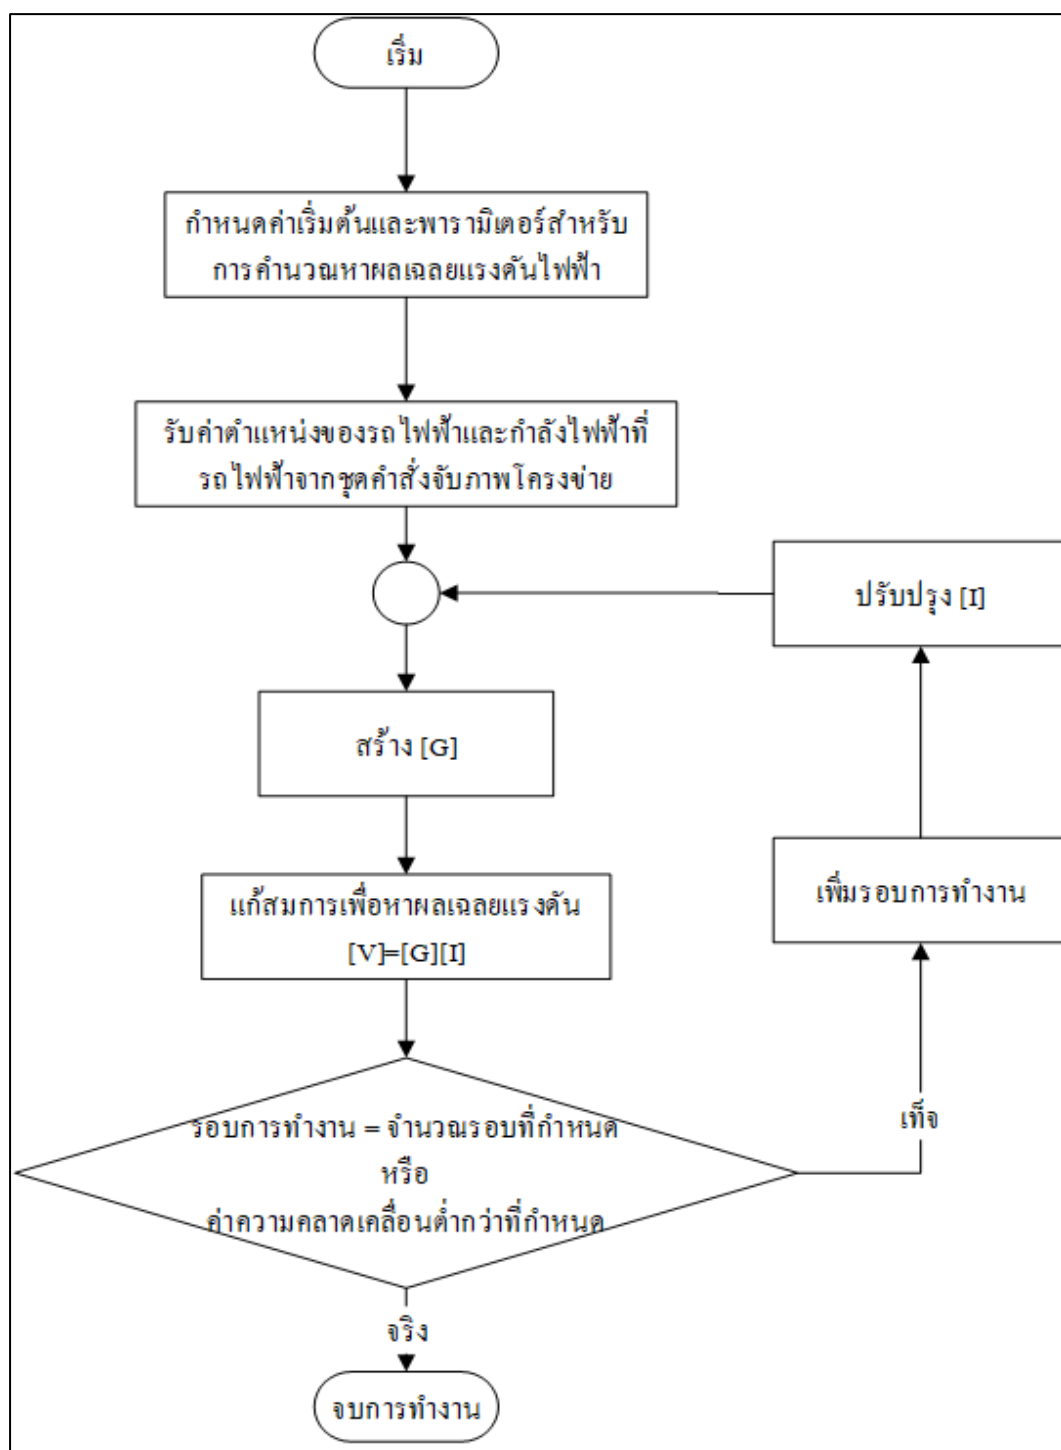 เริ่ม
กำหนดค่าเริ่มต้นและพารามิเตอร์สำหรับ
การคำนวณหาผลเฉลยแรงดันไฟฟ้า
รับค่าตำแหน่งของรถไฟฟ้าและกำลังไฟฟ้าที่
รถไฟฟ้าจากชุดคำสั่งจับภาพโครงข่าย
ปรับปรุง [I]
สร้าง [G]
เพิ่มรอบการทำงาน
แก้สมการเพื่อหาผลเฉลยแรงดัน
[V]=[G][I]
รอบการทำงาน = จำนวณรอบที่กำหนด
หรือ
ค่าความคลาดเคลื่อนต่ำกว่าที่กำหนด
เท็จ
จริง
จบการทำงาน